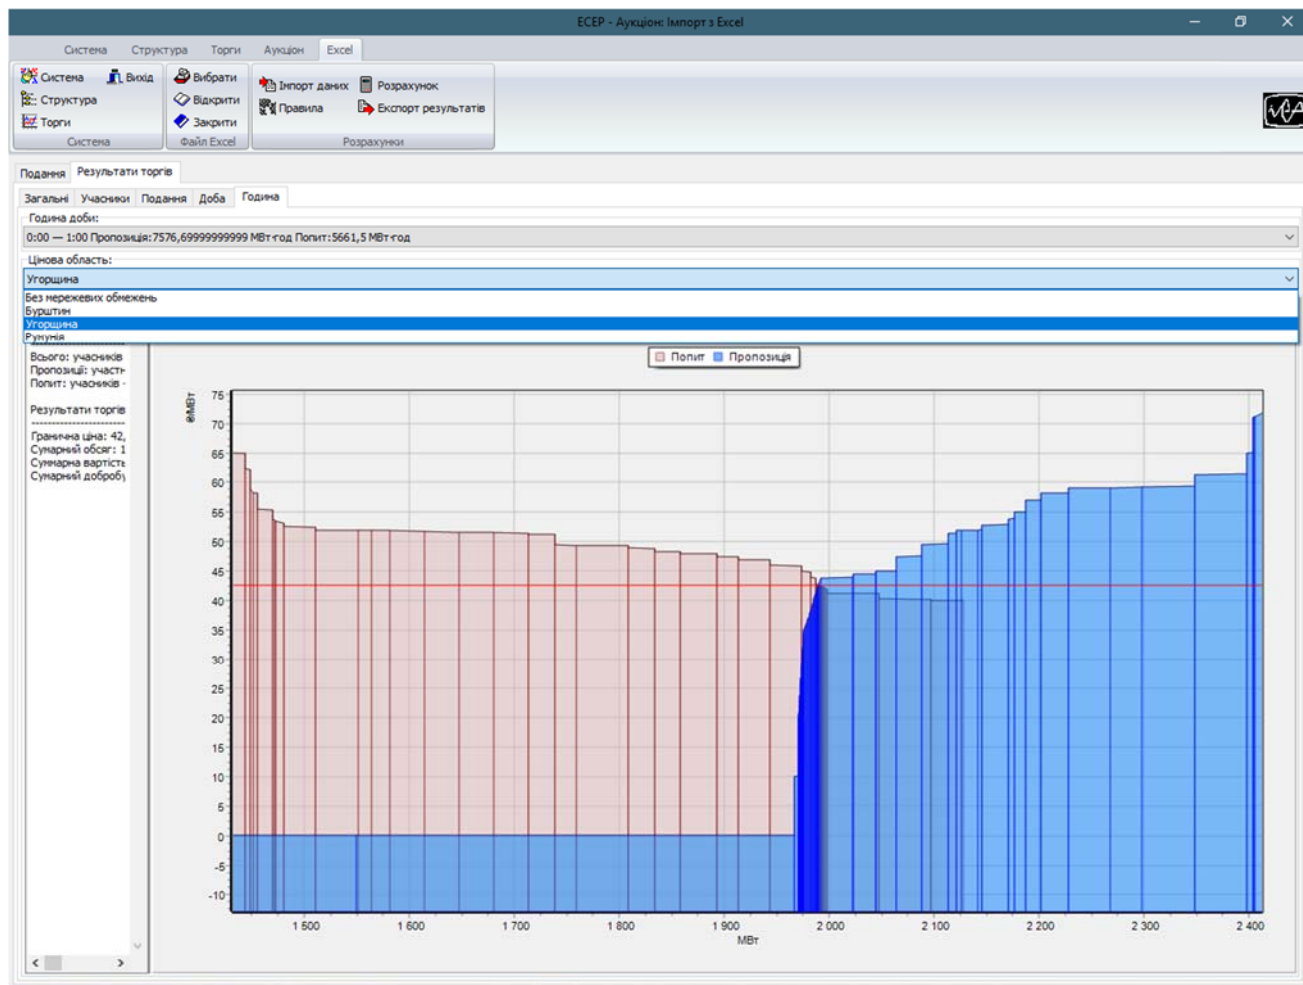 ЕСЕР - Аукціон: Імпорт з Excel
Система Структура Торги Аукціон Excel
Система Вихід Вибрати Імпорт даних Розрахунок
Структура Відкрити Правила Експорт результатів
Торги Закрити
Система Файл Excel Розрахунки
Подання Результати торгів
Загальні Учасники Подання Доба Година
Година доби:
0:00 — 1:00 Пропозиція:7576,69999999999 МВт·год Попит:5661,5 МВт·год
Цінова область:
Угорщина
Без мережевих обмежень
Бурштин
Угорщина
Румунія
Всього: учасників
Пропозиції: участн
Попит: учасників -
Результати торгів
Гранична ціна: 42,
Сумарний обсяг: 1
Суммарна вартість
Сумарний добробу
Попит Пропозиція
₴/МВт
75
70
65
60
55
50
45
40
35
30
25
20
15
10
5
0
-5
-10
1 500 1 600 1 700 1 800 1 900 2 000 2 100 2 200 2 300 2 400
МВт